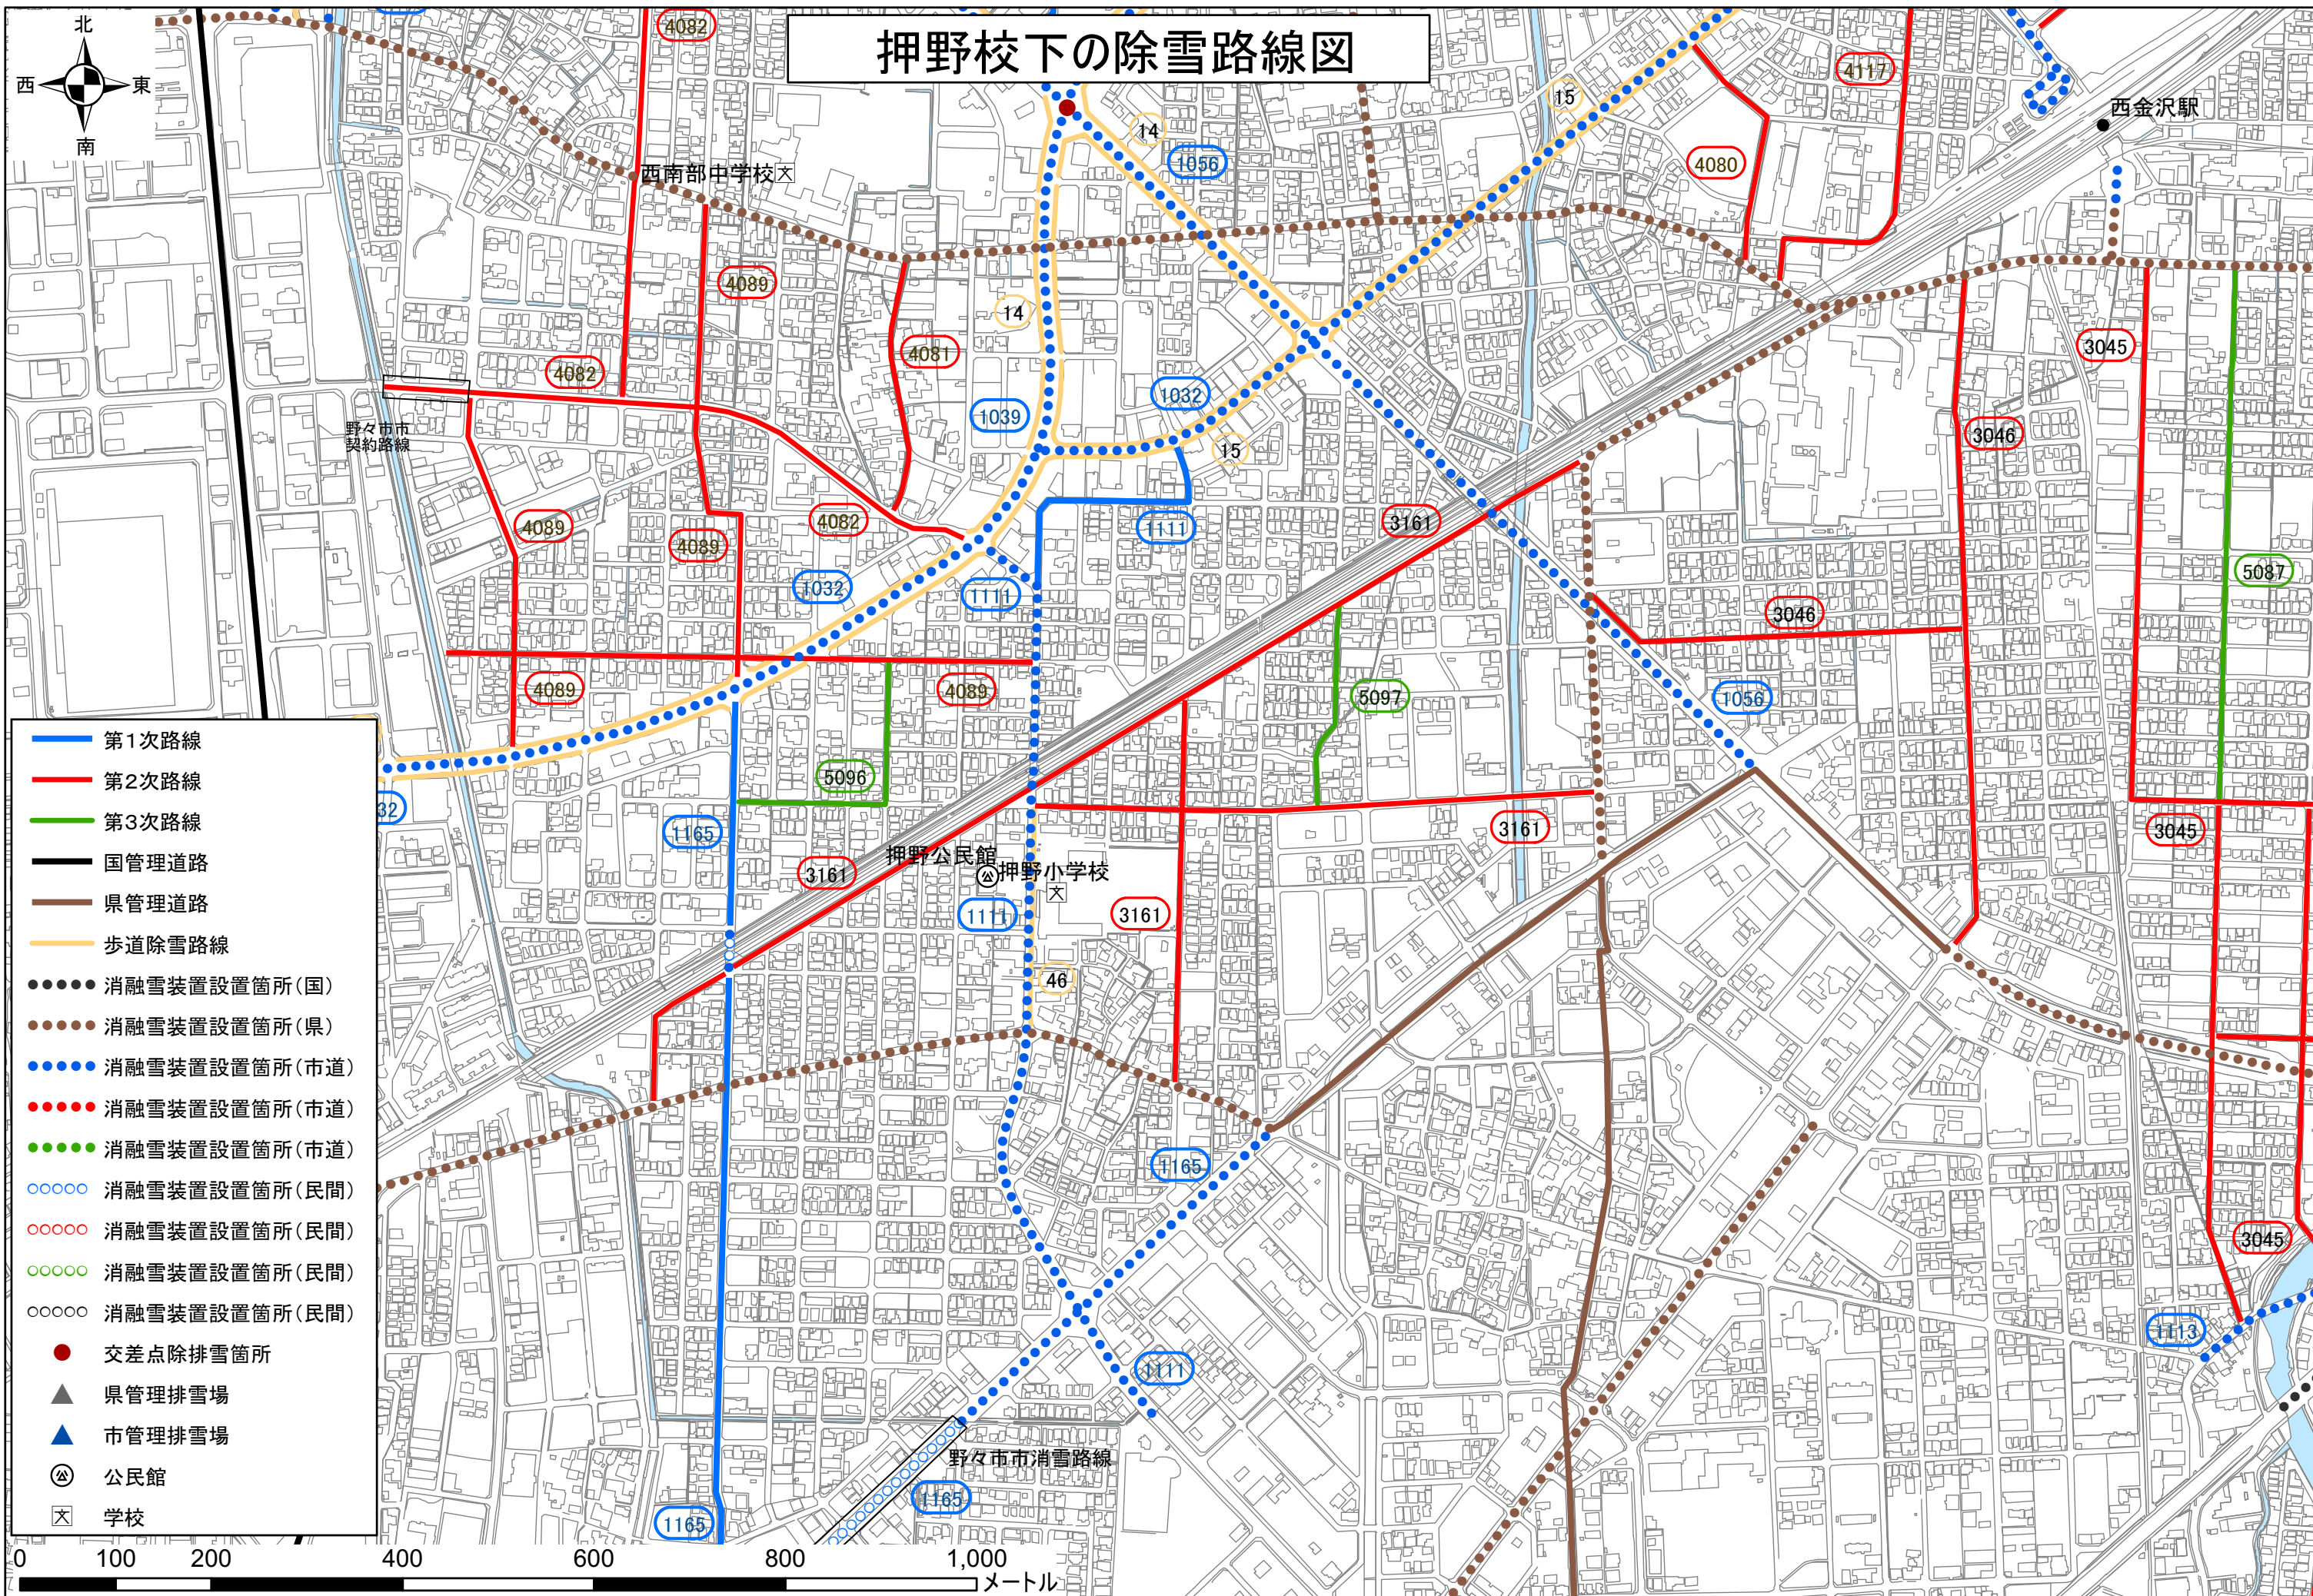 押野校下の除雪路線図
北
西
東
南
4082
4117
15
西金沢駅
14
1056
4080
西南部中学校
文
4089
14
4081
3045
4082
1032
1039
3046
野々市市
契約路線
15
4089
4082
3161
1111
4089
5087
1032
1111
3046
4089
4089
5097
1056
5096
32
1165
3161
3045
押野公民館
3161
押野小学校
文
1111
3161
46
1165
3045
1113
1111
野々市市消雪路線
1165
1165
第1次路線
第2次路線
第3次路線
国管理道路
県管理道路
歩道除雪路線
消融雪装置設置箇所(国)
消融雪装置設置箇所(県)
消融雪装置設置箇所(市道)
消融雪装置設置箇所(市道)
消融雪装置設置箇所(市道)
消融雪装置設置箇所(民間)
消融雪装置設置箇所(民間)
消融雪装置設置箇所(民間)
消融雪装置設置箇所(民間)
交差点除排雪箇所
県管理排雪場
市管理排雪場
公民館
文 学校
0 100 200 400 600 800 1,000
メートル